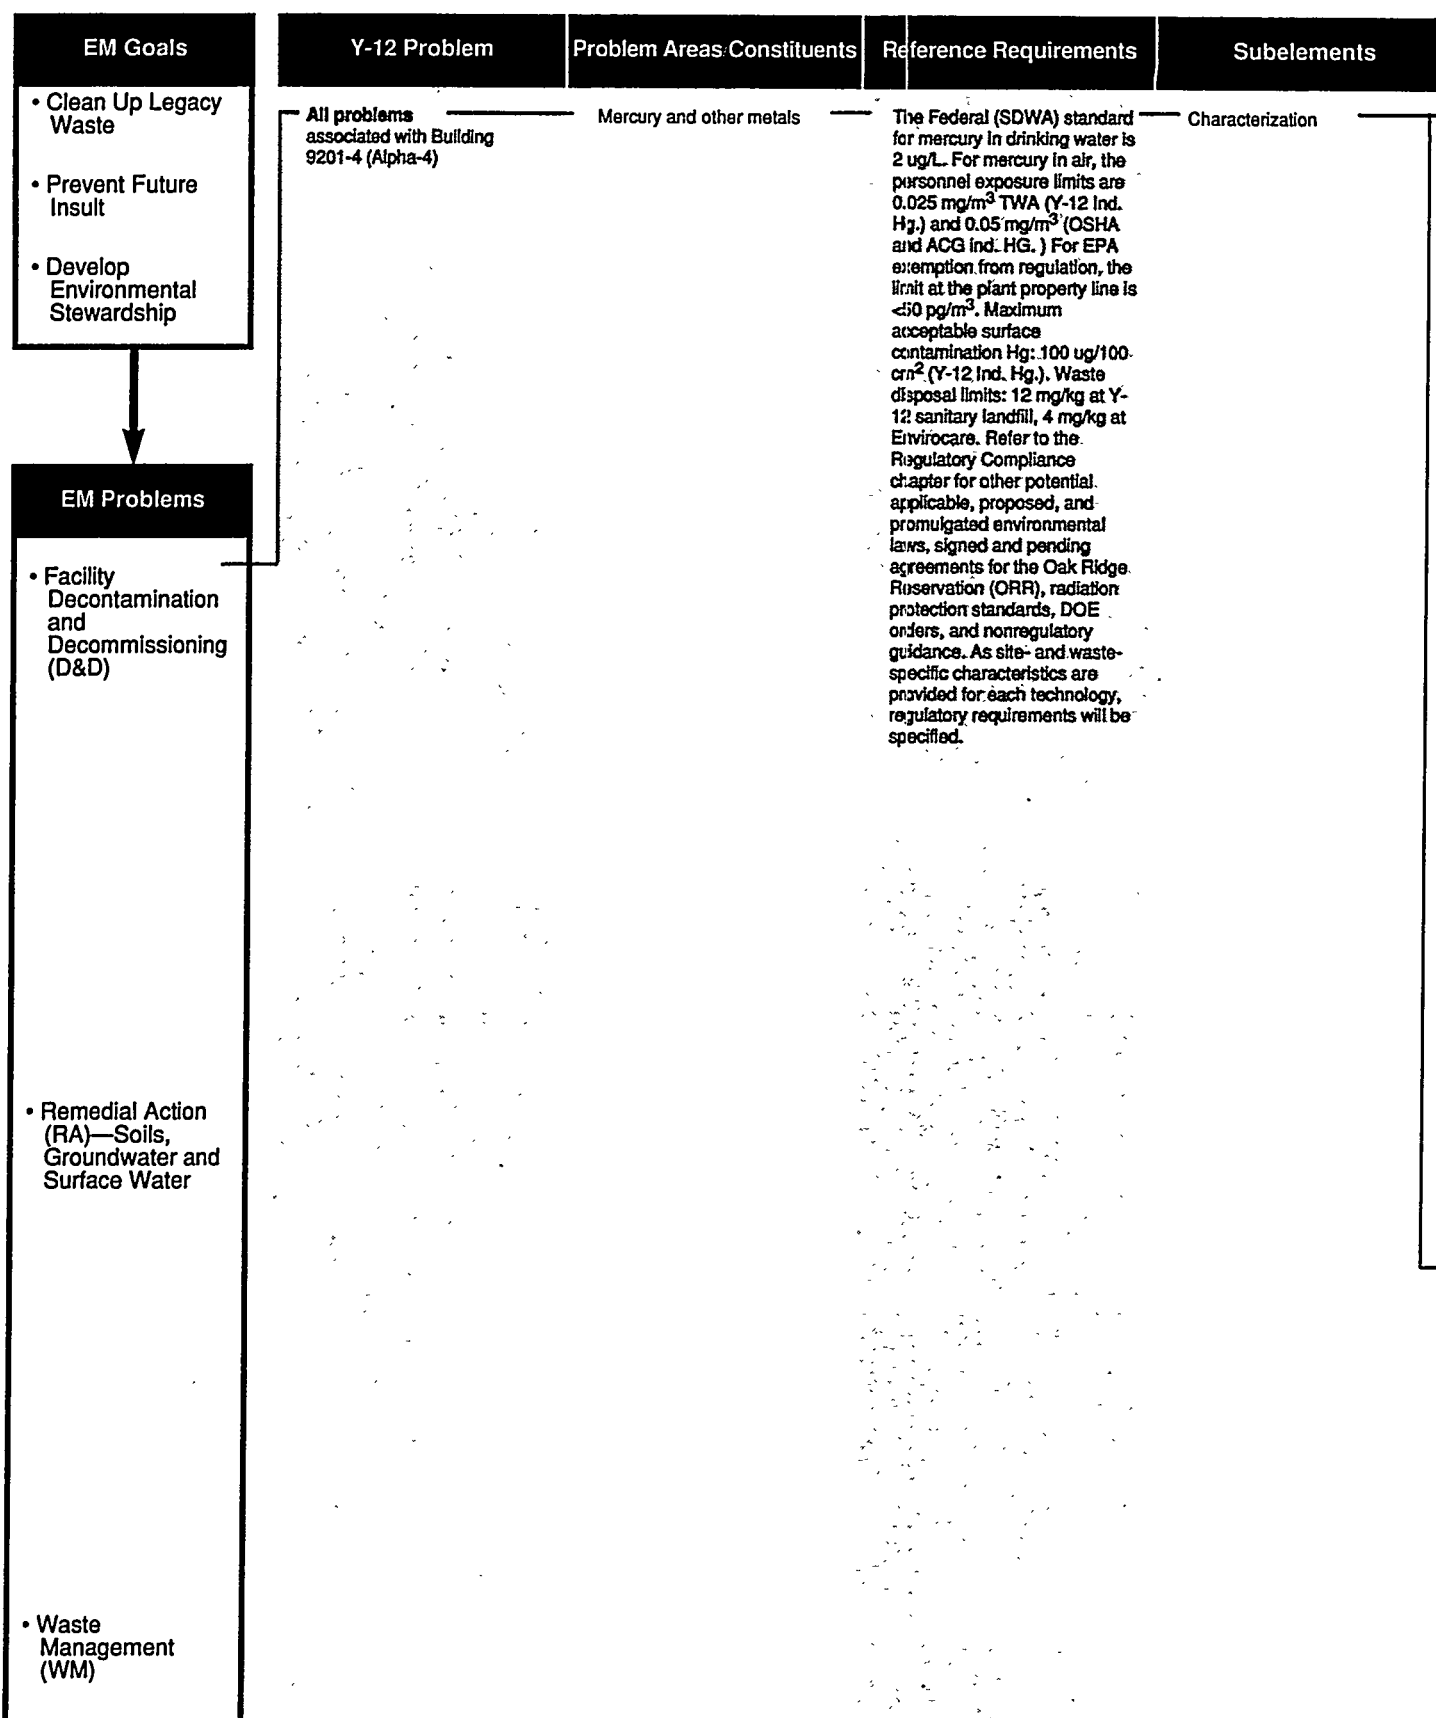 EM Goals
• Clean Up Legacy
Waste
• Prevent Future
Insult
• Develop
Environmental
Stewardship
EM Problems
• Facility
Decontamination
and
Decommissioning
(D&D)
• Remedial Action
(RA)—Soils,
Groundwater and
Surface Water
• Waste
Management
(WM)
Y-12 Problem
All problems
associated with Building
9201-4 (Alpha-4)
Problem Areas/Constituents
Mercury and other metals
Reference Requirements
The Federal (SDWA) standard
for mercury in drinking water is
2 ug/L. For mercury in air, the
personnel exposure limits are
0.025 mg/m³ TWA (Y-12 Ind.
Hg.) and 0.05 mg/m³ (OSHA
and ACG Ind. HG. ) For EPA
exemption from regulation, the
limit at the plant property line is
<50 pg/m³. Maximum
acceptable surface
contamination Hg: 100 ug/100
cm² (Y-12 Ind. Hg.). Waste
disposal limits: 12 mg/kg at Y-
12 sanitary landfill, 4 mg/kg at
Envirocare. Refer to the
Regulatory Compliance
chapter for other potential
applicable, proposed, and
promulgated environmental
laws, signed and pending
agreements for the Oak Ridge
Reservation (ORR), radiation
protection standards, DOE
orders, and nonregulatory
guidance. As site- and waste-
specific characteristics are
provided for each technology,
regulatory requirements will be
specified.
Subelements
Characterization